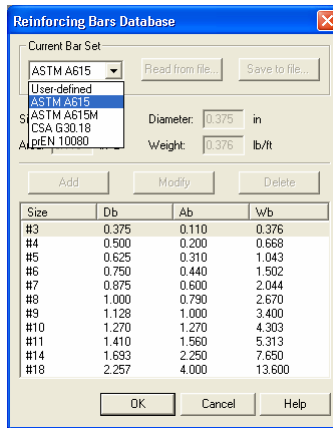 Reinforcing Bars Database
Current Bar Set
ASTM A615 Read from file... Save to file...
User-defined
ASTM A615
ASTM A615M
CSA G30.18
prEN 10080
Diameter: 0.375 in
Weight: 0.376 lb/ft
Add Modify Delete
Size Db Ab Wb
#3 0.375 0.110 0.376
#4 0.500 0.200 0.668
#5 0.625 0.310 1.043
#6 0.750 0.440 1.502
#7 0.875 0.600 2.044
#8 1.000 0.790 2.670
#9 1.128 1.000 3.400
#10 1.270 1.270 4.303
#11 1.410 1.560 5.313
#14 1.693 2.250 7.650
#18 2.257 4.000 13.600
OK Cancel Help